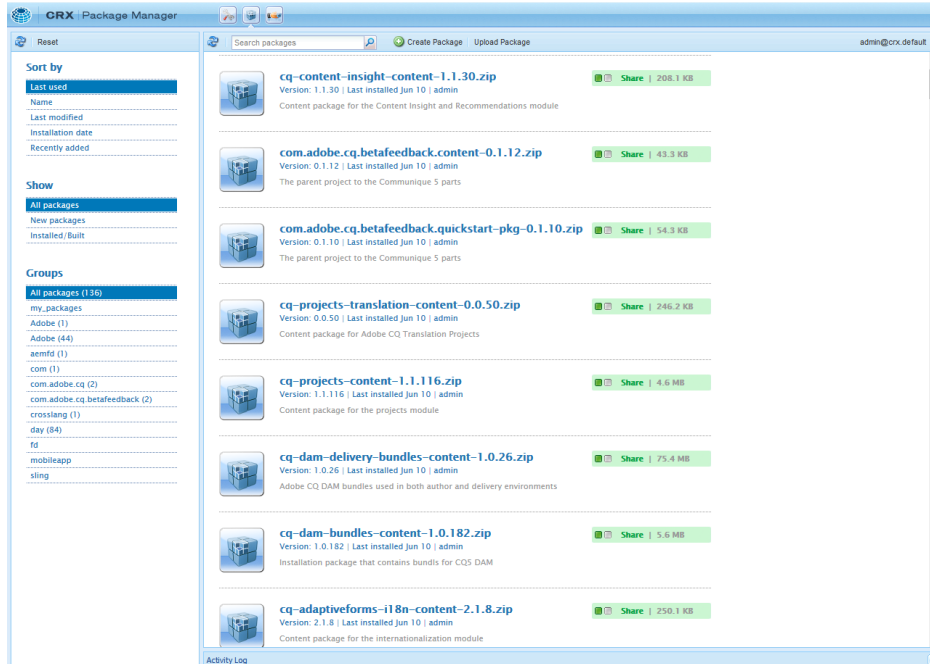 CRX Package Manager
Reset
Search packages
Create Package
Upload Package
admin@crx.default
Sort by
Last used
Name
Last modified
Installation date
Recently added
Show
All packages
New packages
Installed/Built
Groups
All packages (136)
my_packages
Adobe (1)
Adobe (44)
aemfd (1)
com (1)
com.adobe.cq (2)
com.adobe.cq.betafeedback (2)
crosslang (1)
day (84)
fd
mobileapp
sling
cq-content-insight-content-1.1.30.zip
Share | 208.1 KB
Version: 1.1.30 | Last installed Jun 10 | admin
Content package for the Content Insight and Recommendations module
com.adobe.cq.betafeedback.content-0.1.12.zip
Share | 43.3 KB
Version: 0.1.12 | Last installed Jun 10 | admin
The parent project to the Communique 5 parts
com.adobe.cq.betafeedback.quickstart-pkg-0.1.10.zip
Share | 54.3 KB
Version: 0.1.10 | Last installed Jun 10 | admin
The parent project to the Communique 5 parts
cq-projects-translation-content-0.0.50.zip
Share | 246.2 KB
Version: 0.0.50 | Last installed Jun 10 | admin
Content package for Adobe CQ Translation Projects
cq-projects-content-1.1.116.zip
Share | 4.6 MB
Version: 1.1.116 | Last installed Jun 10 | admin
Content package for the projects module
cq-dam-delivery-bundles-content-1.0.26.zip
Share | 75.4 MB
Version: 1.0.26 | Last installed Jun 10 | admin
Adobe CQ DAM bundles used in both author and delivery environments
cq-dam-bundles-content-1.0.182.zip
Share | 5.6 MB
Version: 1.0.182 | Last installed Jun 10 | admin
Installation package that contains bundls for CQ5 DAM
cq-adaptiveforms-i18n-content-2.1.8.zip
Share | 250.1 KB
Version: 2.1.8 | Last installed Jun 10 | admin
Content package for the internationalization module
Activity Log